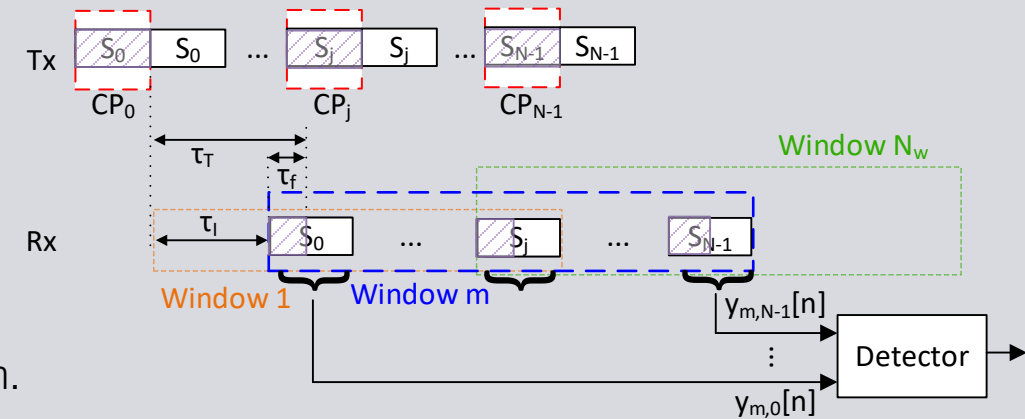 Tx
S0 S0 ... Sj Sj ... SN-1 SN-1
CP0 CPj CPN-1
τT
τf
Window Nw
τI
Rx
S0 ... Sj ... SN-1
Window 1 Window m
ym,N-1[n]
⋮
Detector
n.
ym,0[n]